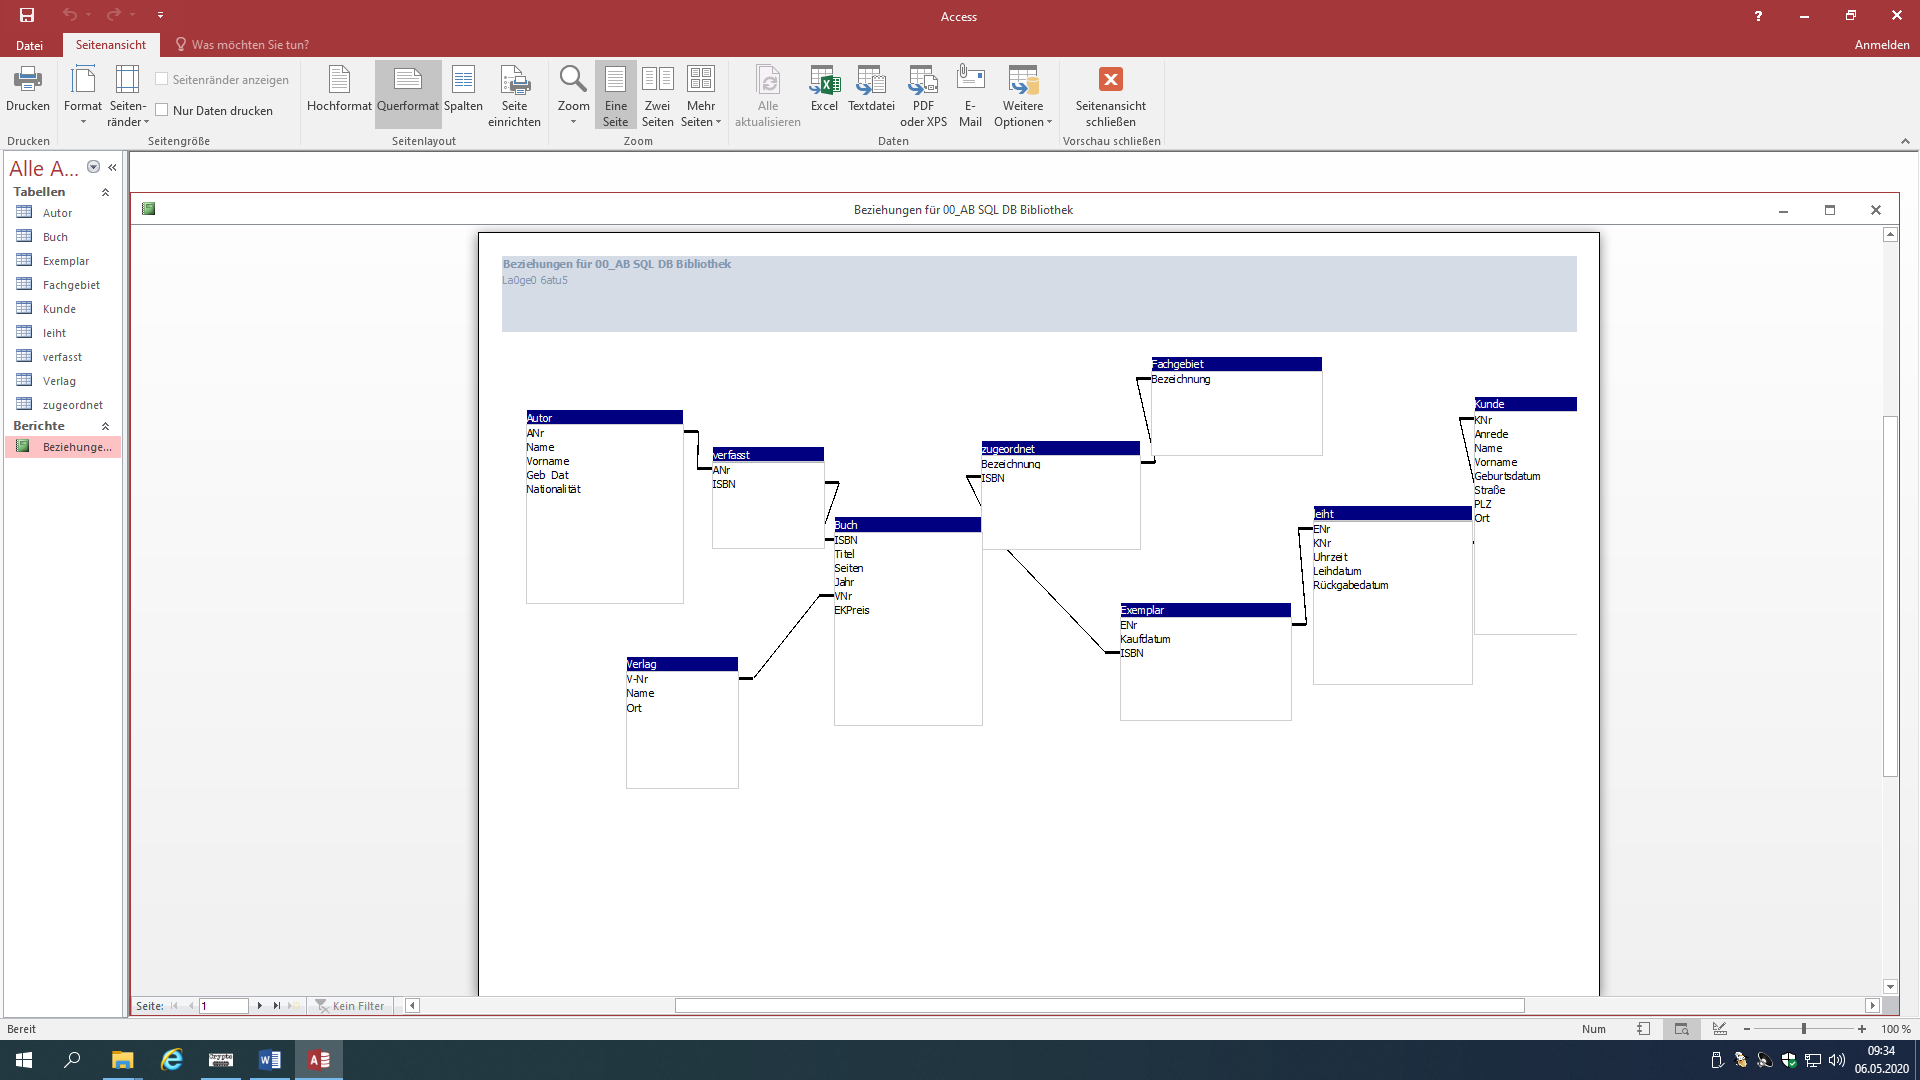 Access
Datei
Seitenansicht
Was möchten Sie tun?
Anmelden
Drucken
Format
Seiten-
ränder
Seitenränder anzeigen
Nur Daten drucken
Hochformat
Querformat
Spalten
Seite
einrichten
Zoom
Eine
Seite
Zwei
Seiten
Mehr
Seiten
Alle
aktualisieren
Excel
Textdatei
PDF
oder XPS
E-
Mail
Weitere
Optionen
Seitenansicht
schließen
Drucken
Seitengröße
Seitenlayout
Zoom
Daten
Vorschau schließen
Alle A...
Tabellen
Autor
Buch
Exemplar
Fachgebiet
Kunde
leiht
verfasst
Verlag
zugeordnet
Berichte
Beziehunge...
Beziehungen für 00_AB SQL DB Bibliothek
Beziehungen für 00_AB SQL DB Bibliothek
La0ge0 6atu5
Autor
ANr
Name
Vorname
Geb Dat
Nationalität
verfasst
ANr
ISBN
Verlag
V-Nr
Name
Ort
Buch
ISBN
Titel
Seiten
Jahr
VNr
EKPreis
zugeordnet
Bezeichnung
ISBN
Fachgebiet
Bezeichnung
Exemplar
ENr
Kaufdatum
ISBN
leiht
ENr
KNr
Uhrzeit
Leihdatum
Rückgabedatum
Kunde
KNr
Anrede
Name
Vorname
Geburtsdatum
Straße
PLZ
Ort
Seite:
1
Kein Filter
Bereit
Num
100 %
09:34
06.05.2020